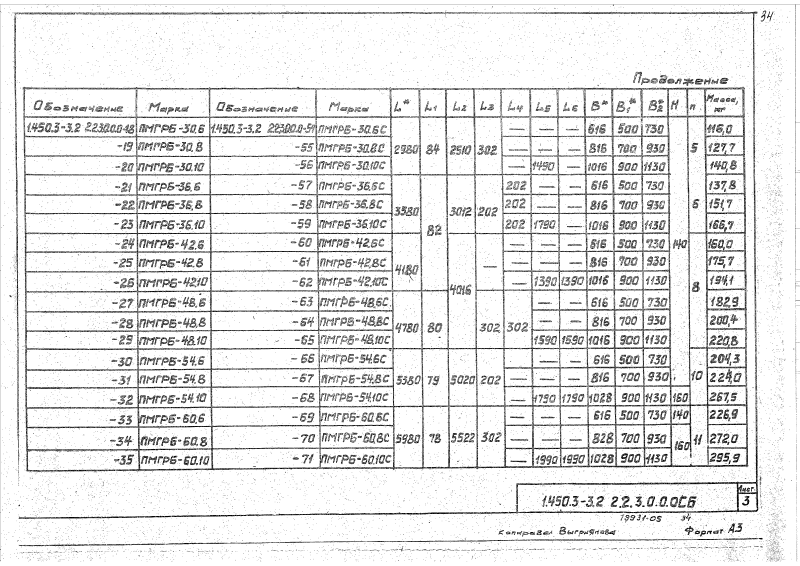 34
Продолжение
Обозначение Марка Обозначение Марка L* L1 L2 L3 L4 L5 L6 B* B1* B2* H n Масса, кг
1.450.3-3.2 2.2.3.0.0.0-18 ПМГРБ-30.6 1.450.3-3.2 2.2.3.0.0.0-54 ПМГРБ-30.6С 2980 84 2510 302 — — — 616 500 730 140 5 116,0
-19 ПМГРБ-30.8 -55 ПМГРБ-30.8С — — — 816 700 930 127,7
-20 ПМГРБ-30.10 -56 ПМГРБ-30.10С — 1490 — 1016 900 1130 140,8
-21 ПМГРБ-36.6 -57 ПМГРБ-36.6С 3580 82 3012 202 202 — — 616 500 730 6 137,8
-22 ПМГРБ-36.8 -58 ПМГРБ-36.8С 202 — — 816 700 930 151,7
-23 ПМГРБ-36.10 -59 ПМГРБ-36.10С 202 1790 — 1016 900 1130 166,7
-24 ПМГРБ-42.6 -60 ПМГРБ-42.6С 4180 4016 — — — — 616 500 730 8 160,0
-25 ПМГРБ-42.8 -61 ПМГРБ-42.8С — — — 816 700 930 175,7
-26 ПМГРБ-42.10 -62 ПМГРБ-42.10С — 1390 1390 1016 900 1130 194,1
-27 ПМГРБ-48.6 -63 ПМГРБ-48.6С 4780 80 302 302 — — 616 500 730 182,9
-28 ПМГРБ-48.8 -64 ПМГРБ-48.8С — — 816 700 930 200,4
-29 ПМГРБ-48.10 -65 ПМГРБ-48.10С 1590 1590 1016 900 1130 220,8
-30 ПМГРБ-54.6 -66 ПМГРБ-54.6С 5380 79 5020 202 — — — 616 500 730 10 204,3
-31 ПМГРБ-54.8 -67 ПМГРБ-54.8С — — — 816 700 930 224,0
-32 ПМГРБ-54.10 -68 ПМГРБ-54.10С — 1790 1790 1028 900 1130 160 267,5
-33 ПМГРБ-60.6 -69 ПМГРБ-60.6С 5980 78 5522 302 — — — 616 500 730 140 11 226,9
-34 ПМГРБ-60.8 -70 ПМГРБ-60.8С — — — 828 700 930 160 272,0
-35 ПМГРБ-60.10 -71 ПМГРБ-60.10С — 1990 1990 1028 900 1130 295,9
1.450.3-3.2 2.2.3.0.0.0СБ
Лист
3
19931-05 34
Копировал
Формат А3